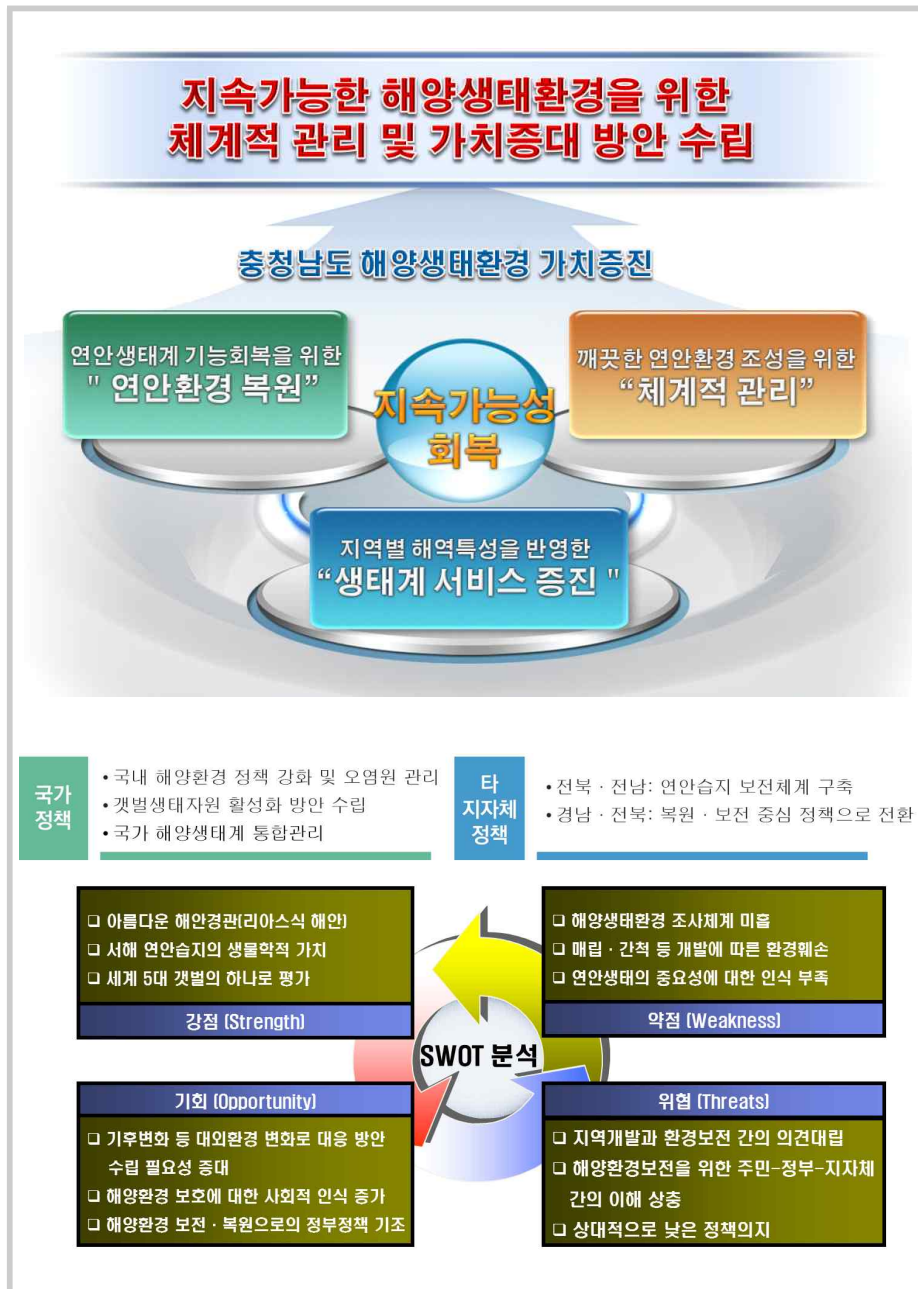 지속가능한 해양생태환경을 위한
체계적 관리 및 가치증대 방안 수립
충청남도 해양생태환경 가치증진
연안생태계 기능회복을 위한
" 연안환경 복원”
깨끗한 연안환경 조성을 위한
“체계적 관리”
지속가능성
회복
지역별 해역특성을 반영한
“생태계 서비스 증진 "
국가
정책
• 국내 해양환경 정책 강화 및 오염원 관리
• 갯벌생태자원 활성화 방안 수립
• 국가 해양생태계 통합관리
타
지자체
정책
• 전북 · 전남: 연안습지 보전체계 구축
• 경남 · 전북: 복원 · 보전 중심 정책으로 전환
❑ 아름다운 해안경관(리아스식 해안)
❑ 서해 연안습지의 생물학적 가치
❑ 세계 5대 갯벌의 하나로 평가
강점 (Strength)
❑ 해양생태환경 조사체계 미흡
❑ 매립 · 간척 등 개발에 따른 환경훼손
❑ 연안생태의 중요성에 대한 인식 부족
약점 (Weakness)
SWOT 분석
기회 (Opportunity)
❑ 기후변화 등 대외환경 변화로 대응 방안
수립 필요성 증대
❑ 해양환경 보호에 대한 사회적 인식 증가
❑ 해양환경 보전 · 복원으로의 정부정책 기조
위협 (Threats)
❑ 지역개발과 환경보전 간의 의견대립
❑ 해양환경보전을 위한 주민-정부-지자체
간의 이해 상충
❑ 상대적으로 낮은 정책의지